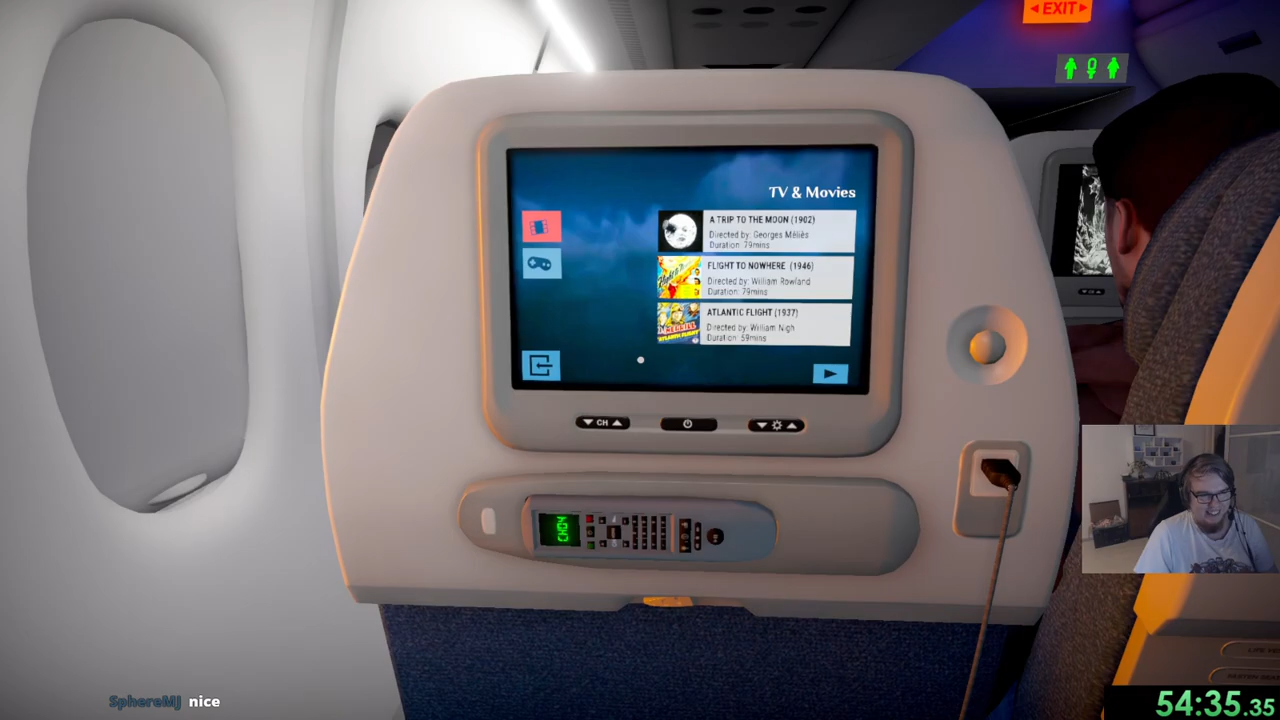 EXIT
TV & Movies
A TRIP TO THE MOON (1902)
Directed by: Georges Méliès
Duration: 79mins
FLIGHT TO NOWHERE (1946)
Directed by: William Rowland
Duration: 79mins
ATLANTIC FLIGHT (1937)
Directed by: William Nigh
Duration: 59mins
CH
CH04
SphereMJ nice
54:35.35